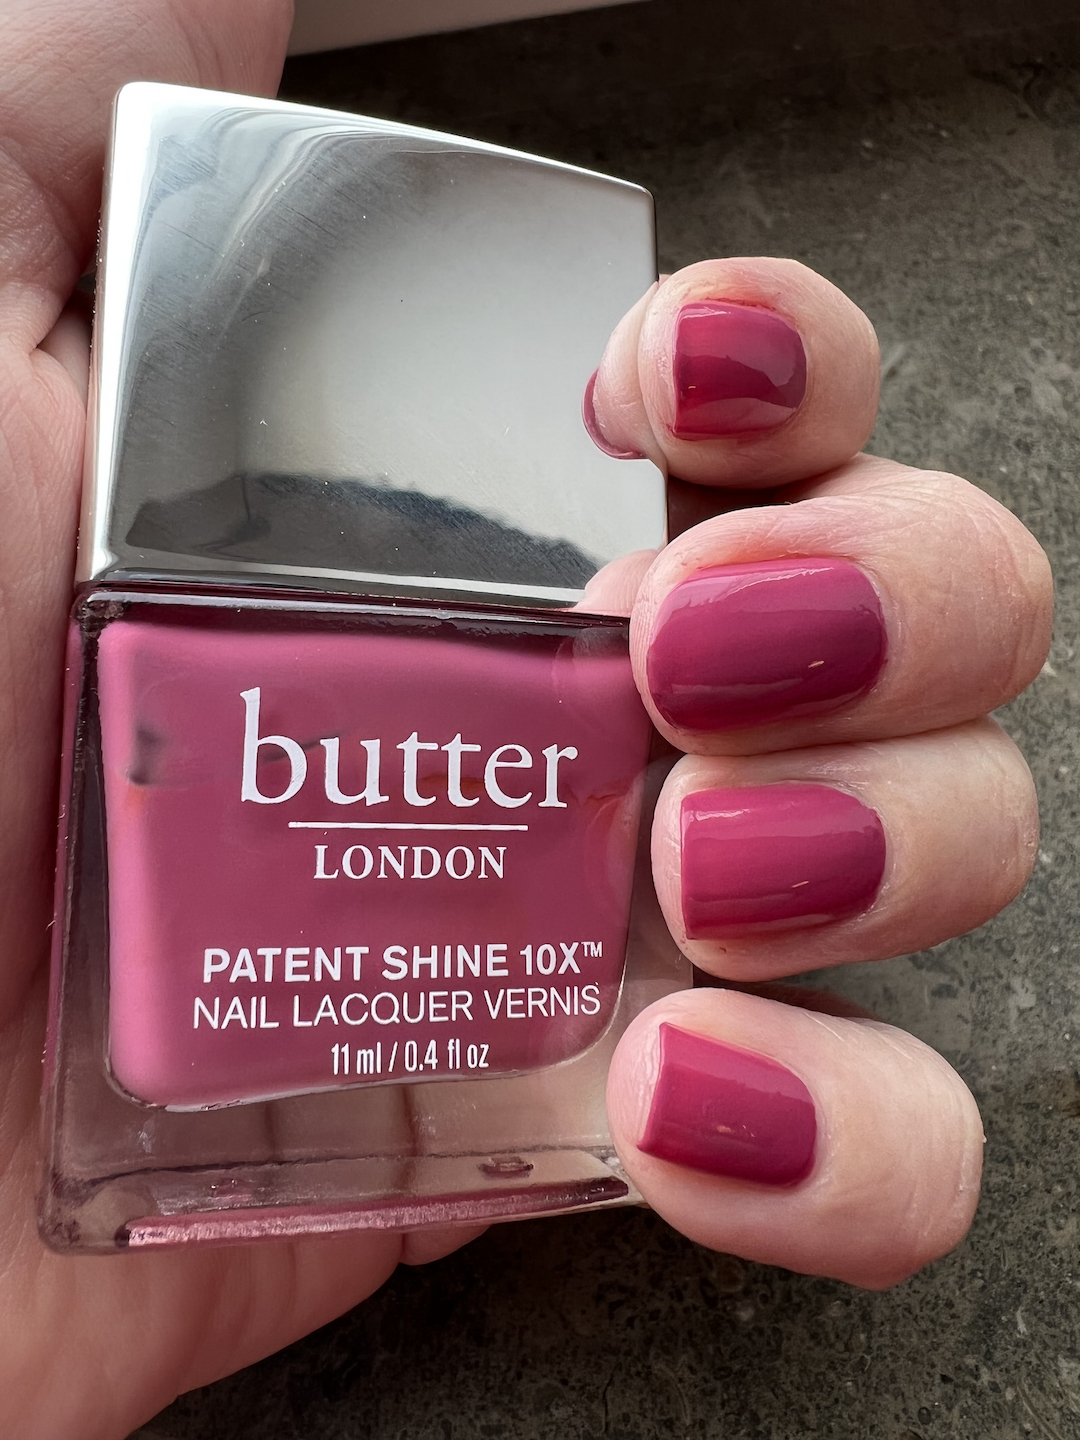 butter
LONDON
PATENT SHINE 10X™
NAIL LACQUER VERNIS
11 ml / 0.4 fl oz